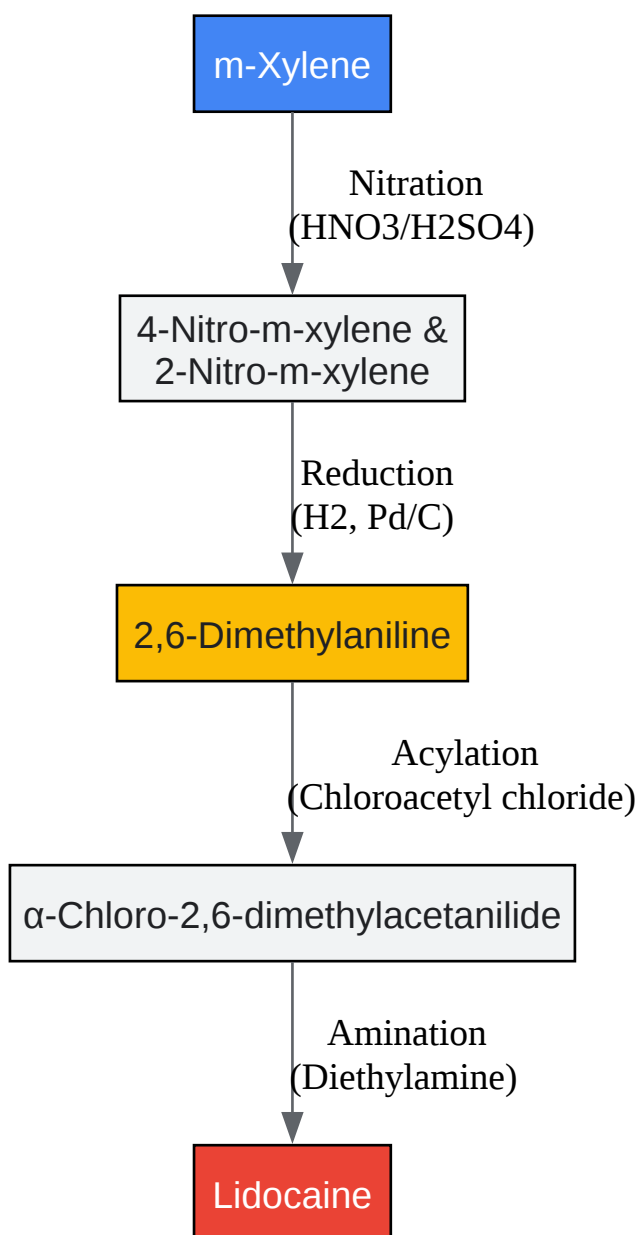 m-Xylene
Nitration
(HNO3/H2SO4)
4-Nitro-m-xylene &
2-Nitro-m-xylene
Reduction
(H2, Pd/C)
2,6-Dimethylaniline
Acylation
(Chloroacetyl chloride)
α-Chloro-2,6-dimethylacetanilide
Amination
(Diethylamine)
Lidocaine